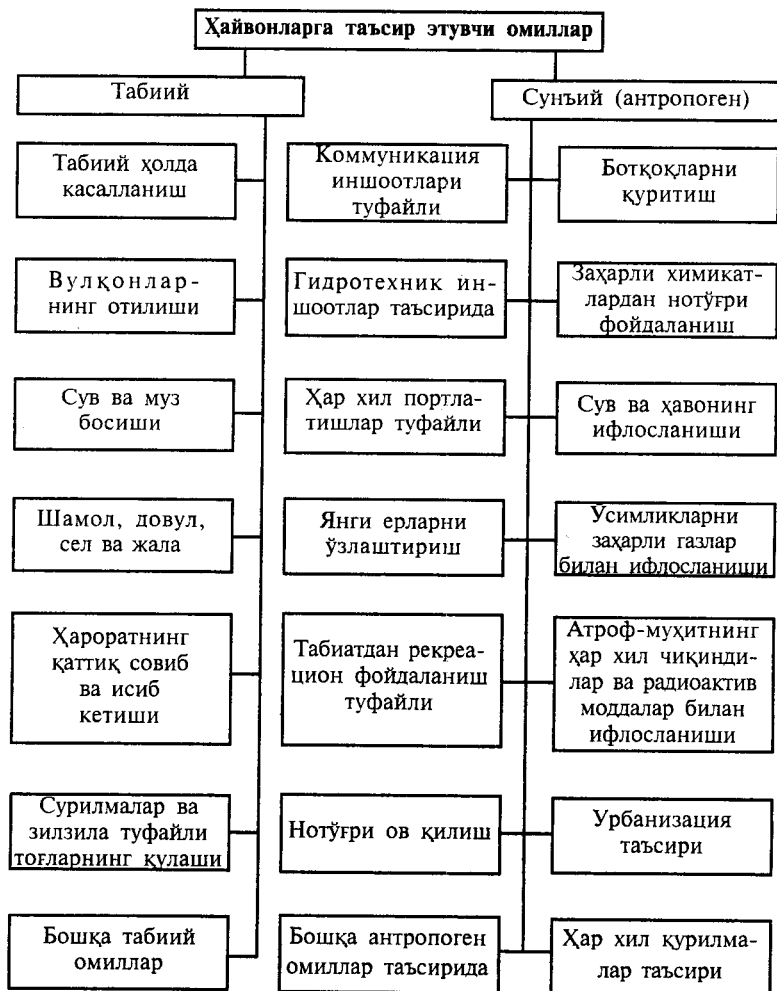 Ҳайвонларга таъсир этувчи омиллар
Табиий
Сунъий (антропоген)
Табиий ҳолда
касалланиш
Коммуникация
иншоотлари
туфайли
Ботқоқларни
қуритиш
Вулқонлар-
нинг отилиши
Гидротехник ин-
шоотлар таъсирида
Заҳарли химикат-
лардан нотўғри
фойдаланиш
Сув ва муз
босиши
Ҳар хил портла-
тишлар туфайли
Сув ва ҳавонинг
ифлосланиши
Шамол, довул,
сел ва жала
Янги ерларни
ўзлаштириш
Усимликларни
заҳарли газлар
билан ифлосланиши
Ҳароратнинг
қаттиқ совиб
ва исиб
кетиши
Табиатдан рекреа-
цион фойдаланиш
туфайли
Атроф-муҳитнинг
ҳар хил чиқинди-
лар ва радиоактив
моддалар билан
ифлосланиши
Сурилмалар ва
зилзила туфайли
тоғларнинг қулаши
Нотўғри ов қилиш
Урбанизация
таъсири
Бошқа табиий
омиллар
Бошқа антропоген
омиллар таъсирида
Ҳар хил қурилма-
лар таъсири